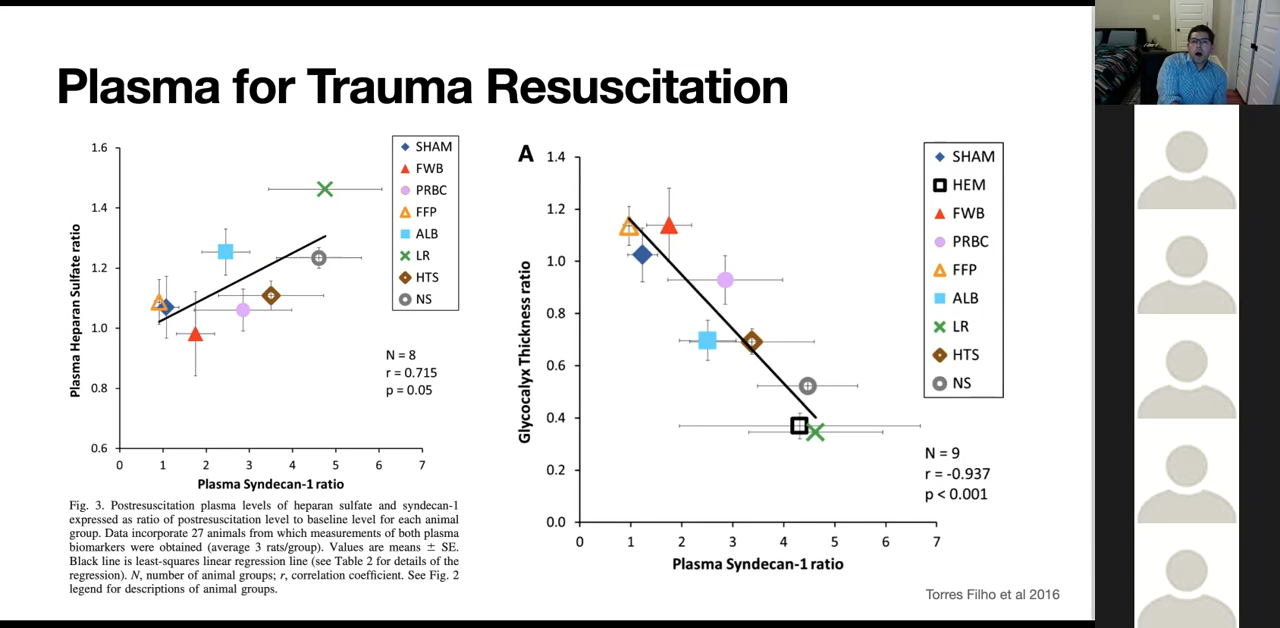 Plasma for Trauma Resuscitation
Plasma Heparan Sulfate ratio
1.6
1.4
1.2
1.0
0.8
0.6
0 1 2 3 4 5 6 7
Plasma Syndecan-1 ratio
SHAM
FWB
PRBC
FFP
ALB
LR
HTS
NS
N = 8
r = 0.715
p = 0.05
Fig. 3. Postresuscitation plasma levels of heparan sulfate and syndecan-1
expressed as ratio of postresuscitation level to baseline level for each animal
group. Data incorporate 27 animals from which measurements of both plasma
biomarkers were obtained (average 3 rats/group). Values are means ± SE.
Black line is least-squares linear regression line (see Table 2 for details of the
regression). N, number of animal groups; r, correlation coefficient. See Fig. 2
legend for descriptions of animal groups.
A
Glycocalyx Thickness ratio
1.4
1.2
1.0
0.8
0.6
0.4
0.2
0.0
0 1 2 3 4 5 6 7
Plasma Syndecan-1 ratio
SHAM
HEM
FWB
PRBC
FFP
ALB
LR
HTS
NS
N = 9
r = -0.937
p < 0.001
Torres Filho et al 2016